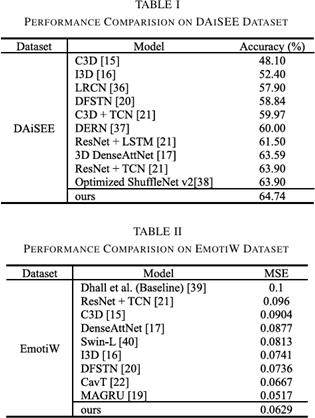 TABLE I
PERFORMANCE COMPARISION ON DAiSEE DATASET
Dataset Model Accuracy (%)
C3D [15] 48.10
I3D [16] 52.40
LRCN [36] 57.90
DFSTN [20] 58.84
C3D + TCN [21] 59.97
DAiSEE DERN [37] 60.00
ResNet + LSTM [21] 61.50
3D DenseAttNet [17] 63.59
ResNet + TCN [21] 63.90
Optimized ShuffleNet v2[38] 63.90
ours 64.74
TABLE II
PERFORMANCE COMPARISION ON EMOTIW DATASET
Dataset Model MSE
Dhall et al. (Baseline) [39] 0.1
ResNet + TCN [21] 0.096
C3D [15] 0.0904
DenseAttNet [17] 0.0877
EmotiW Swin-L [40] 0.0813
I3D [16] 0.0741
DFSTN [20] 0.0736
CavT [22] 0.0667
MAGRU [19] 0.0517
ours 0.0629